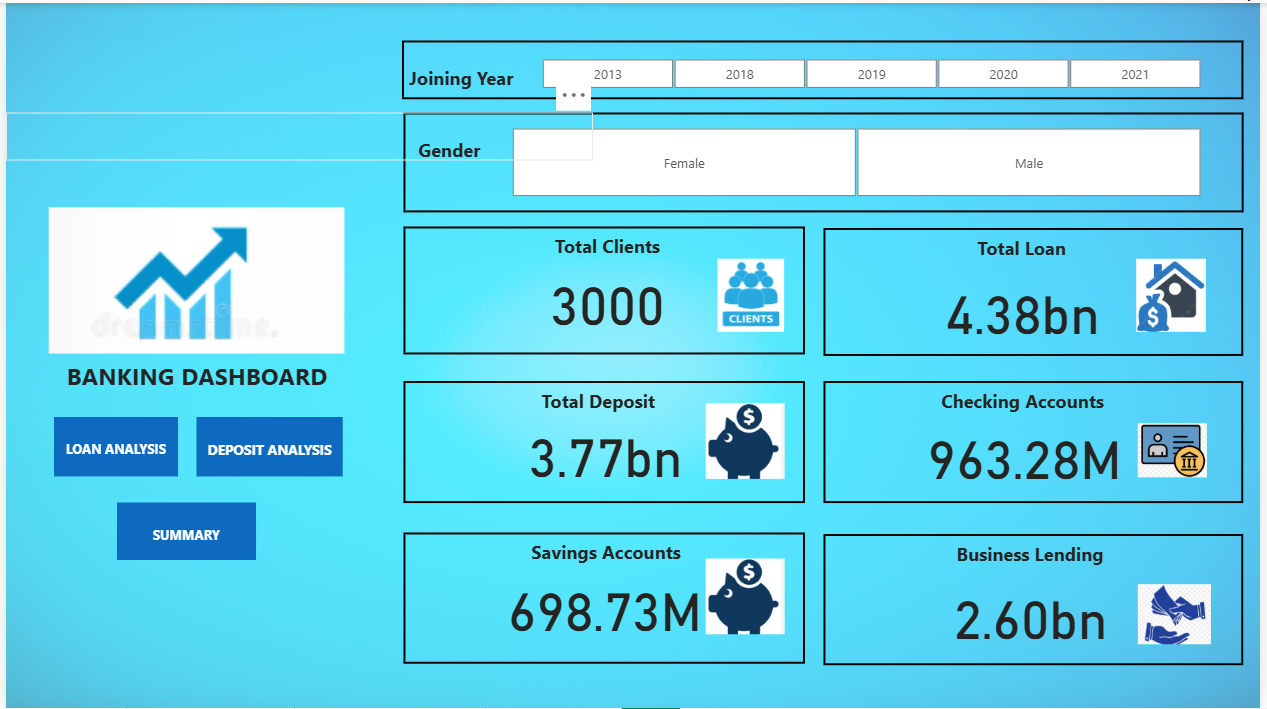 Joining Year
2013
2018
2019
2020
2021
Gender
Female
Male
BANKING DASHBOARD
LOAN ANALYSIS
DEPOSIT ANALYSIS
SUMMARY
Total Clients
3000
CLIENTS
Total Loan
4.38bn
$
Total Deposit
3.77bn
$
Checking Accounts
963.28M
Savings Accounts
698.73M
$
Business Lending
2.60bn